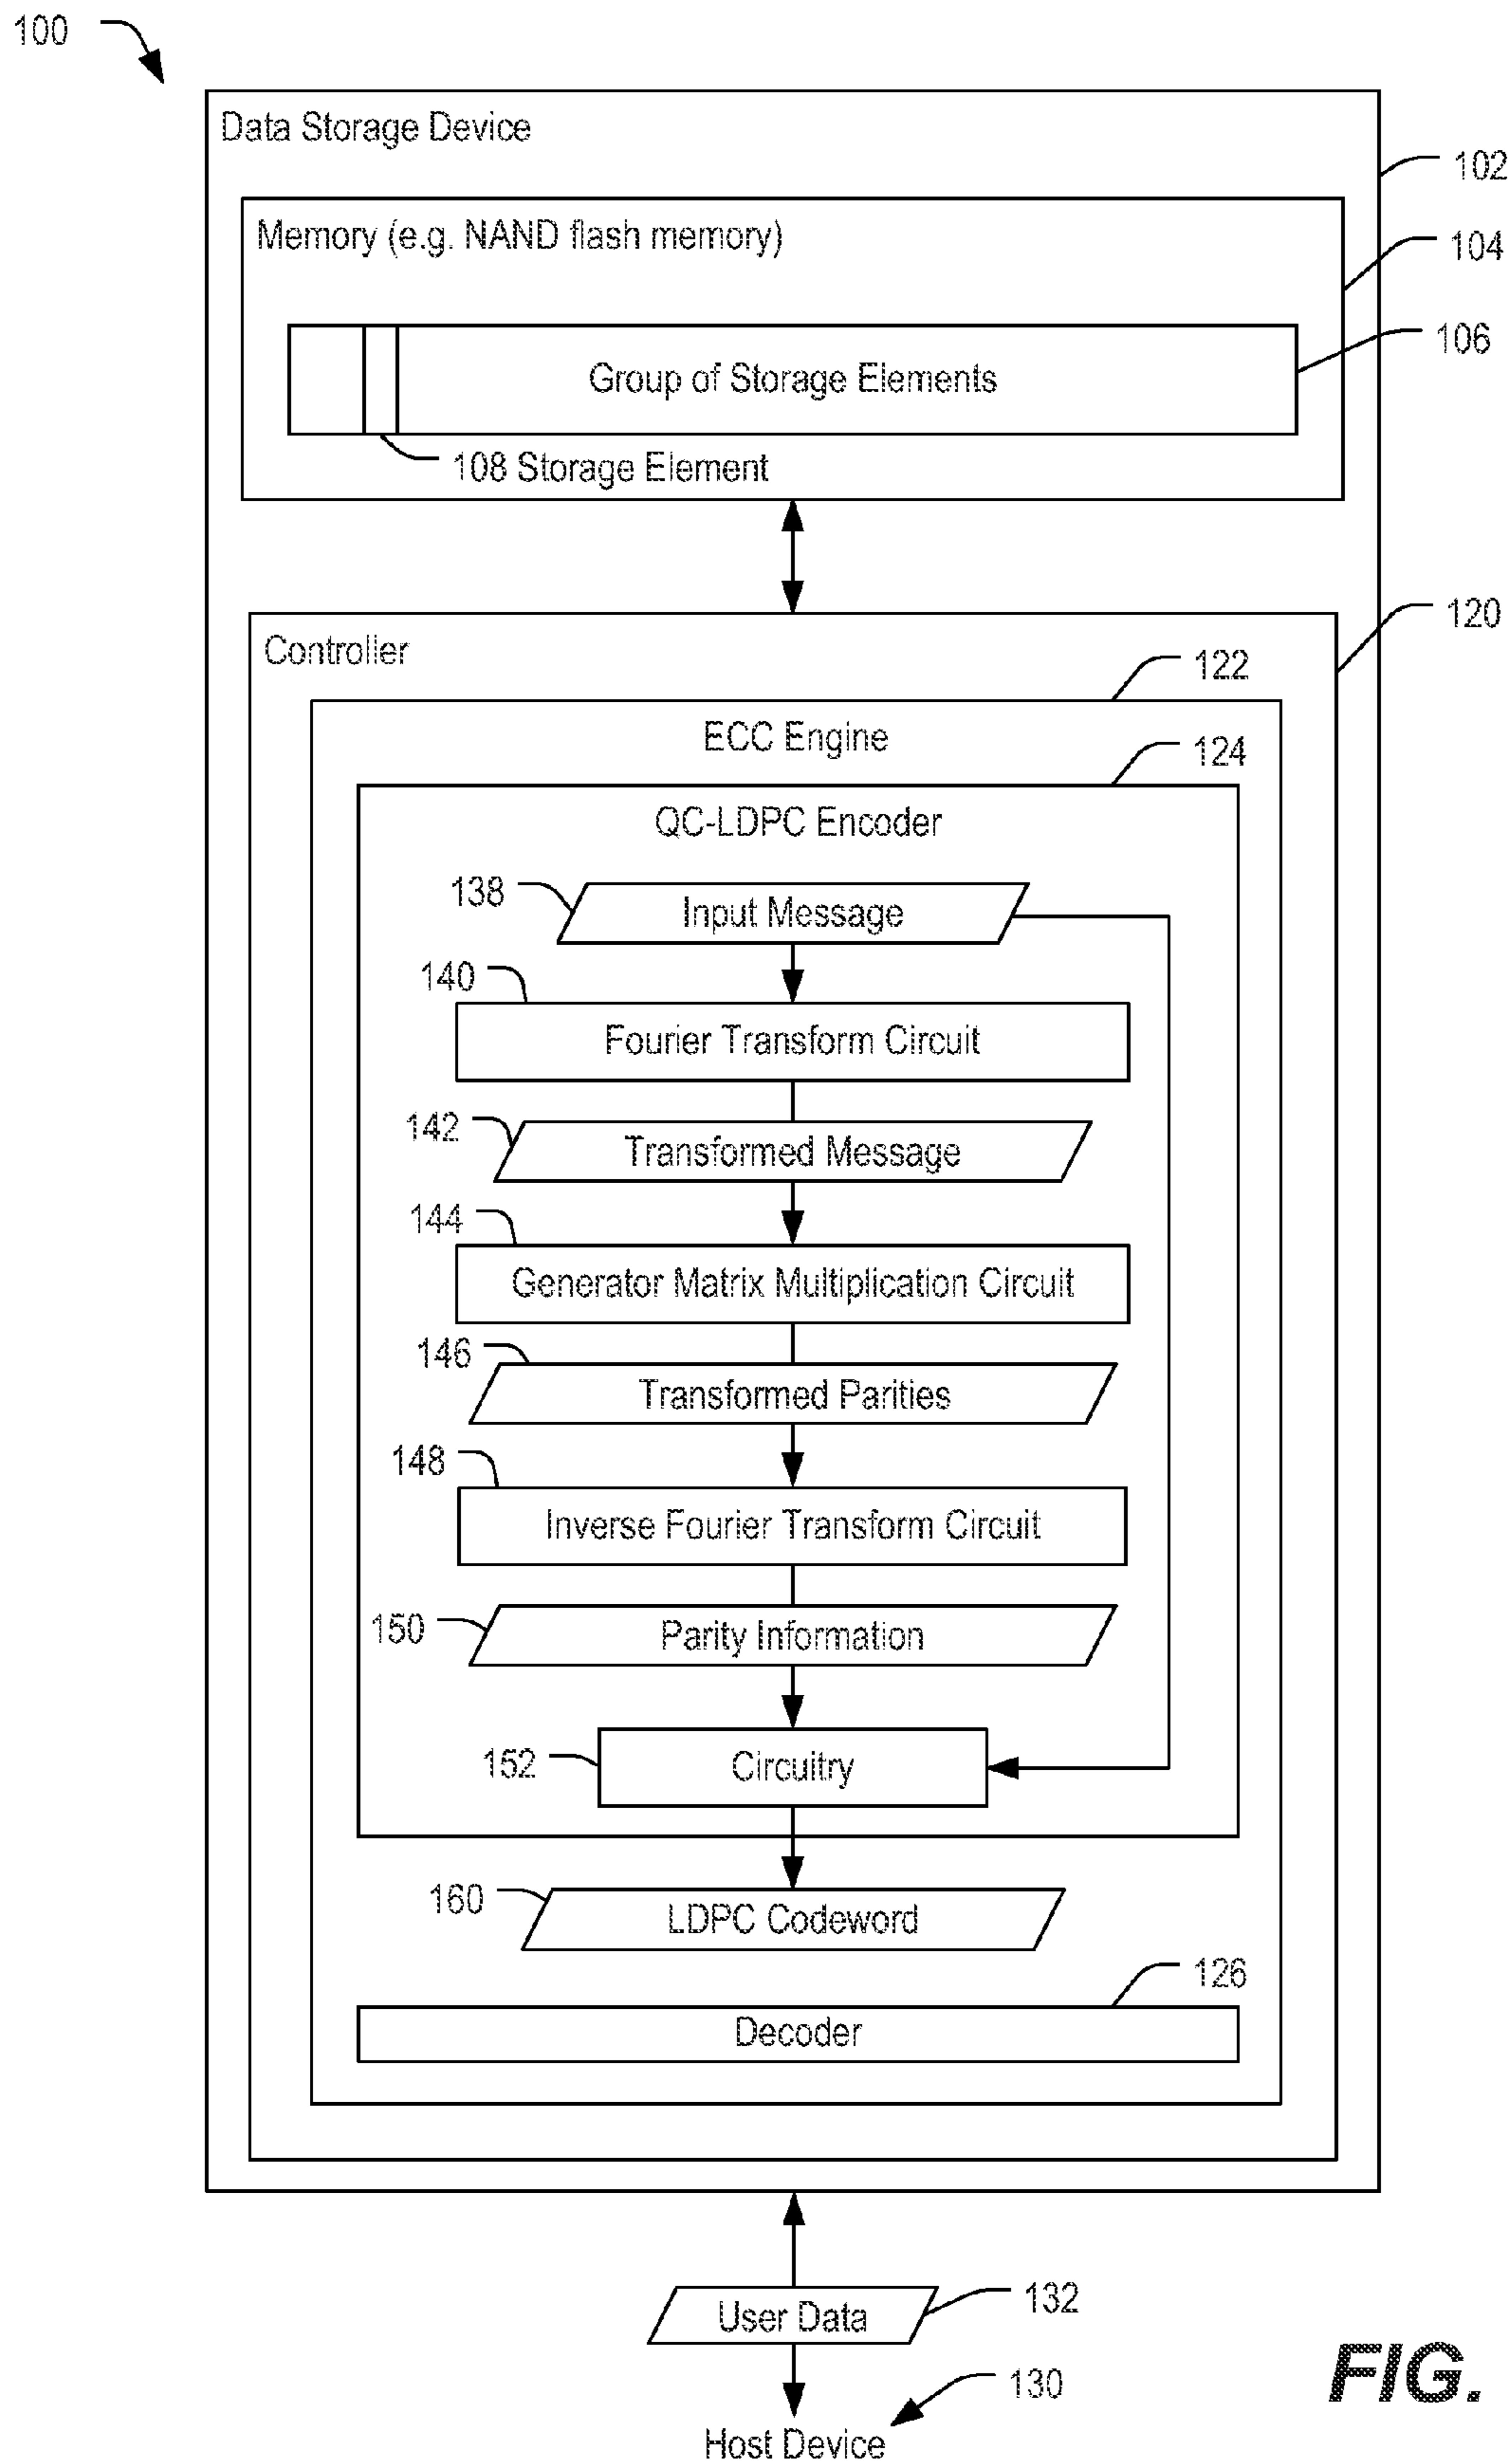 100
Data Storage Device
102
Memory (e.g. NAND flash memory)
104
Group of Storage Elements
106
108 Storage Element
120
Controller
122
ECC Engine
124
QC-LDPC Encoder
138
Input Message
140
Fourier Transform Circuit
142
Transformed Message
144
Generator Matrix Multiplication Circuit
146
Transformed Parities
148
Inverse Fourier Transform Circuit
150
Parity Information
152
Circuitry
160
LDPC Codeword
126
Decoder
User Data
132
130
Host Device
FIG.